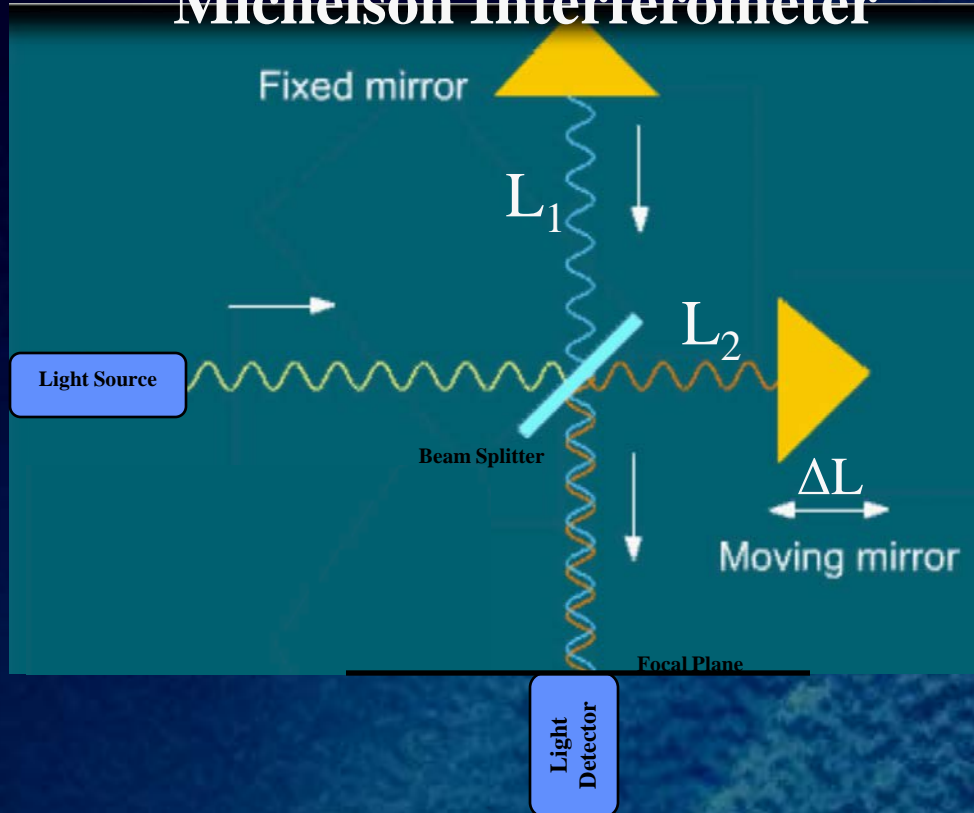 Michelson Interferometer
Fixed mirror
L₁
L₂
Light Source
Beam Splitter
ΔL
Moving mirror
Focal Plane
Light
Detector